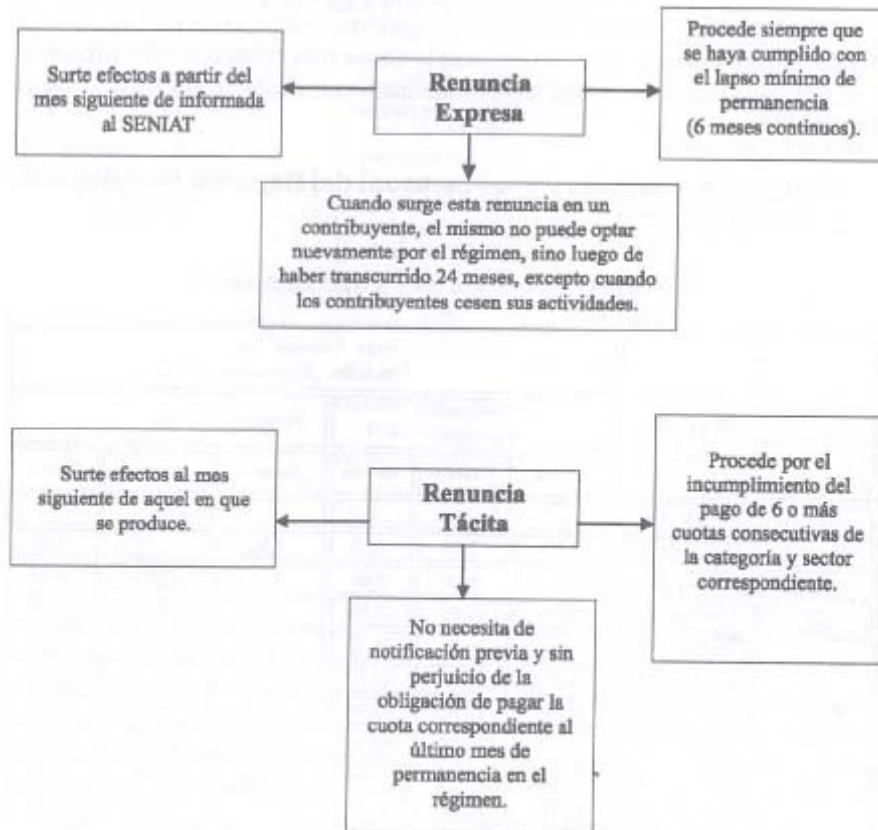 Surte efectos a partir del
mes siguiente de informada
al SENIAT
Renuncia
Expresa
Procede siempre que
se haya cumplido con
el lapso mínimo de
permanencia
(6 meses continuos).
Cuando surge esta renuncia en un
contribuyente, el mismo no puede optar
nuevamente por el régimen, sino luego de
haber transcurrido 24 meses, excepto cuando
los contribuyentes cesen sus actividades.
Surte efectos al mes
siguiente de aquel en que
se produce.
Renuncia
Tácita
Procede por el
incumplimiento del
pago de 6 o más
cuotas consecutivas de
la categoría y sector
correspondiente.
No necesita de
notificación previa y sin
perjuicio de la
obligación de pagar la
cuota correspondiente al
último mes de
permanencia en el
régimen.